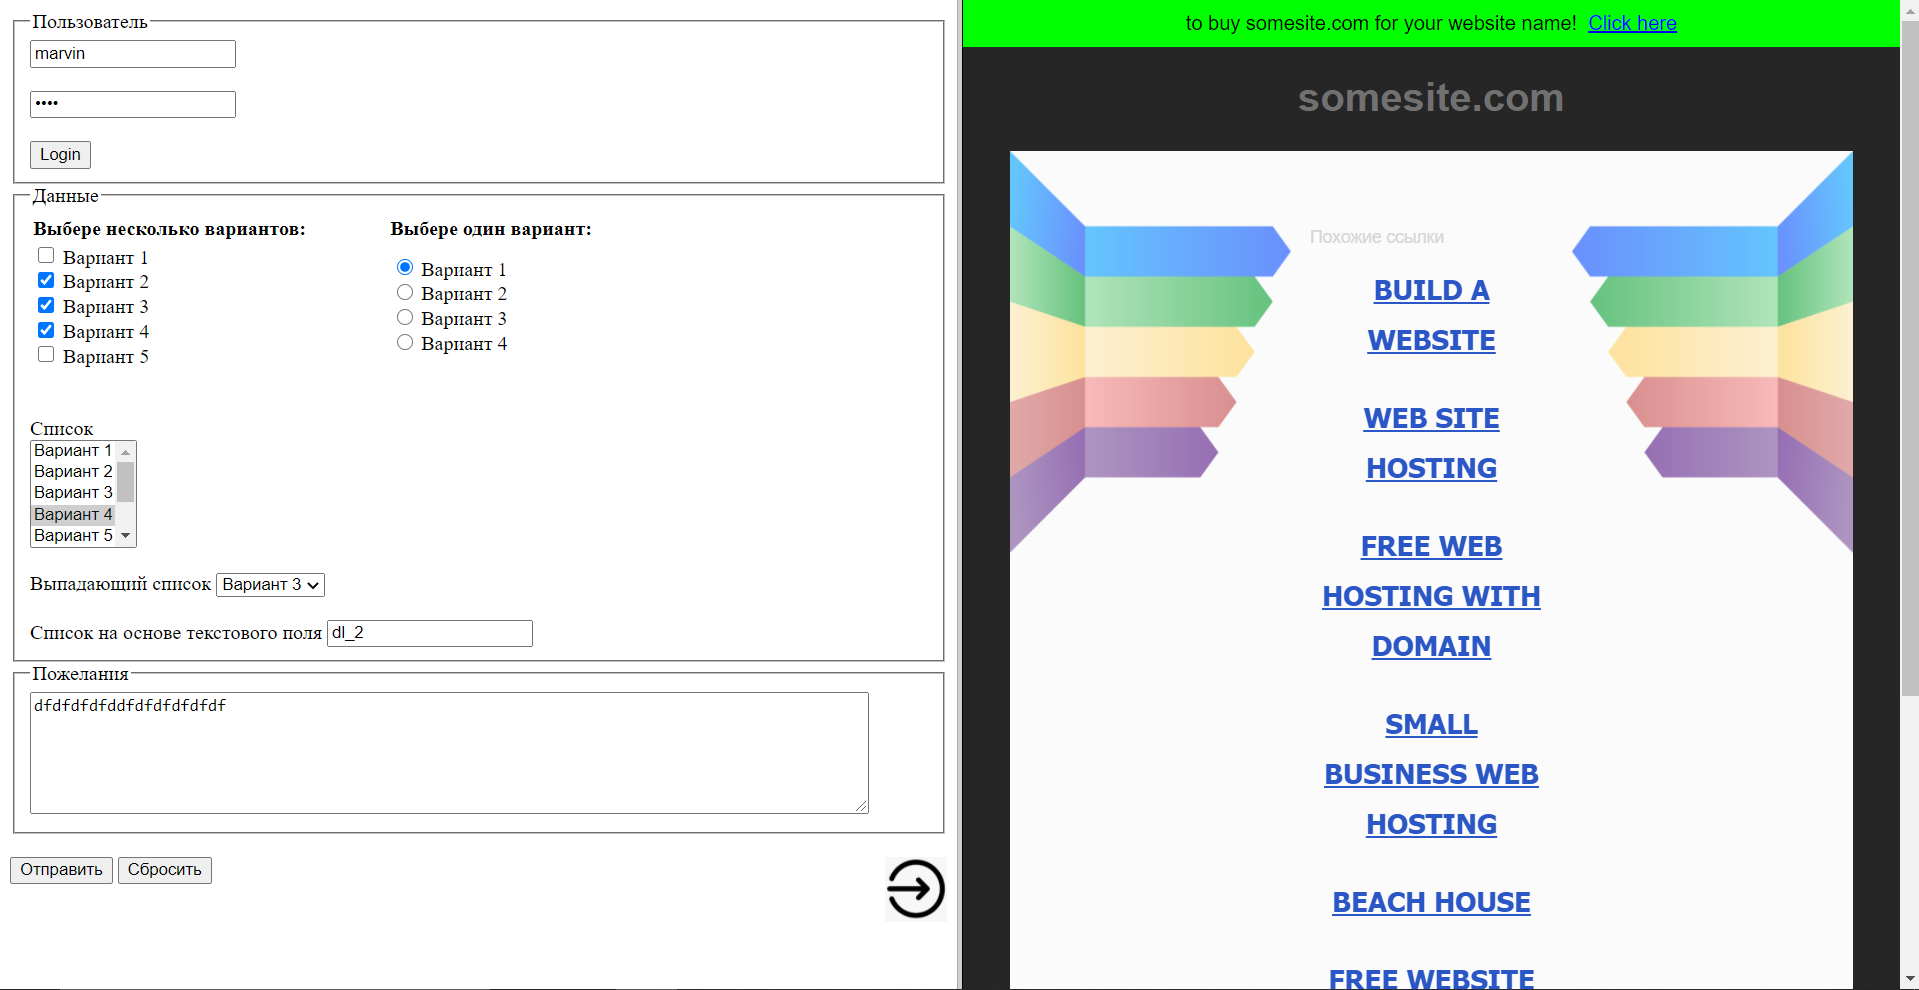 Пользователь
marvin
••••
Login
Данные
Выбере несколько вариантов:
Вариант 1
Вариант 2
Вариант 3
Вариант 4
Вариант 5
Выбере один вариант:
Вариант 1
Вариант 2
Вариант 3
Вариант 4
Список
Вариант 1
Вариант 2
Вариант 3
Вариант 4
Вариант 5
Выпадающий список Вариант 3
Список на основе текстового поля dl_2
Пожелания
dfdfdfdfddfdfdfdfdfdf
Отправить Сбросить
to buy somesite.com for your website name! Click here
somesite.com
Похожие ссылки
BUILD A
WEBSITE
WEB SITE
HOSTING
FREE WEB
HOSTING WITH
DOMAIN
SMALL
BUSINESS WEB
HOSTING
BEACH HOUSE
FREE WEBSITE